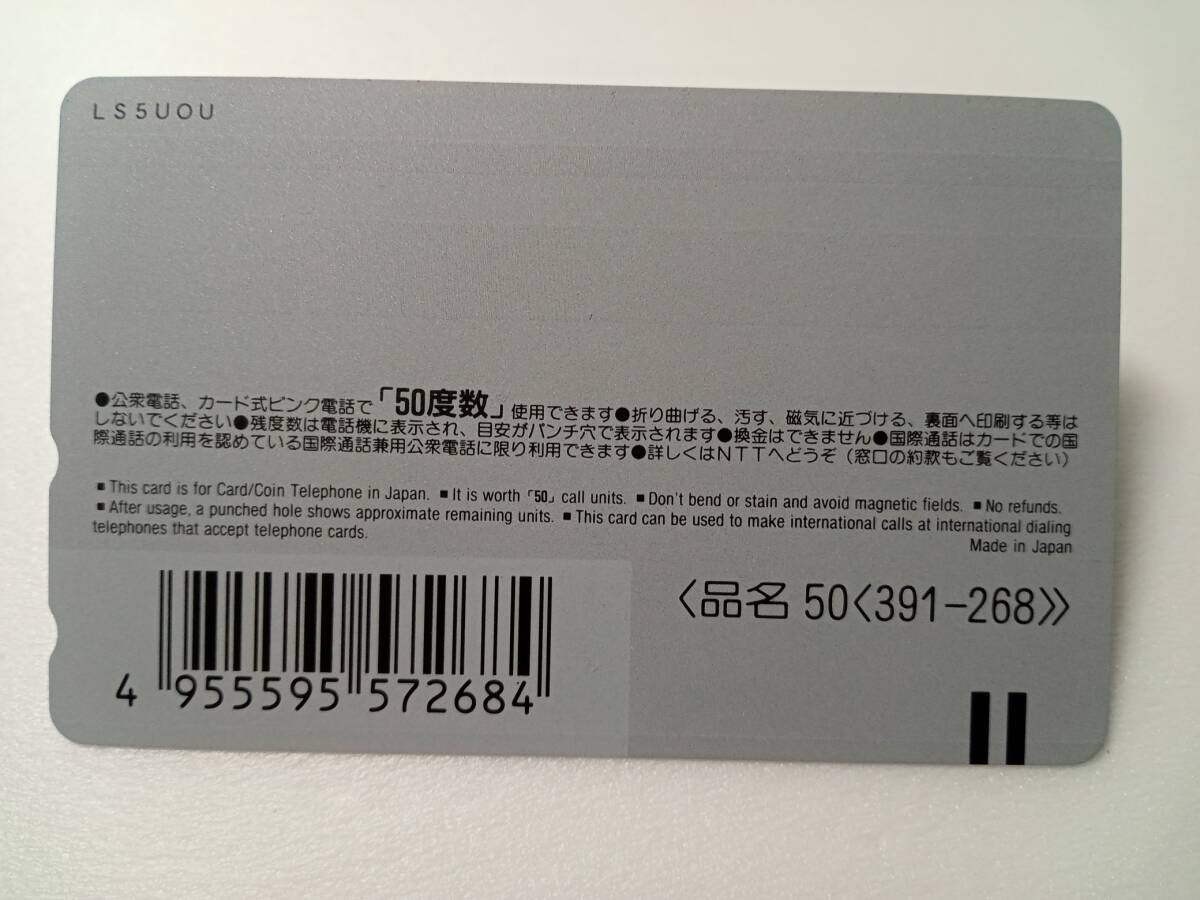 LS5UOU
●公衆電話、カード式ピンク電話で「50度数」使用できます●折り曲げる、汚す、磁気に近づける、裏面へ印刷する等は
しないでください●残度数は電話機に表示され、目安がパンチ穴で表示されます●換金はできません●国際通話はカードでの国
際通話の利用を認めている国際通話兼用公衆電話に限り利用できます●詳しくはNTTへどうぞ（窓口の約款もご覧ください）
■This card is for Card/Coin Telephone in Japan. ■It is worth「50」call units. ■Don't bend or stain and avoid magnetic fields. ■No refunds.
■After usage, a punched hole shows approximate remaining units. ■This card can be used to make international calls at international dialing
telephones that accept telephone cards.
Made in Japan
〈品名 50〈391-268〉〉
4 955595 572684